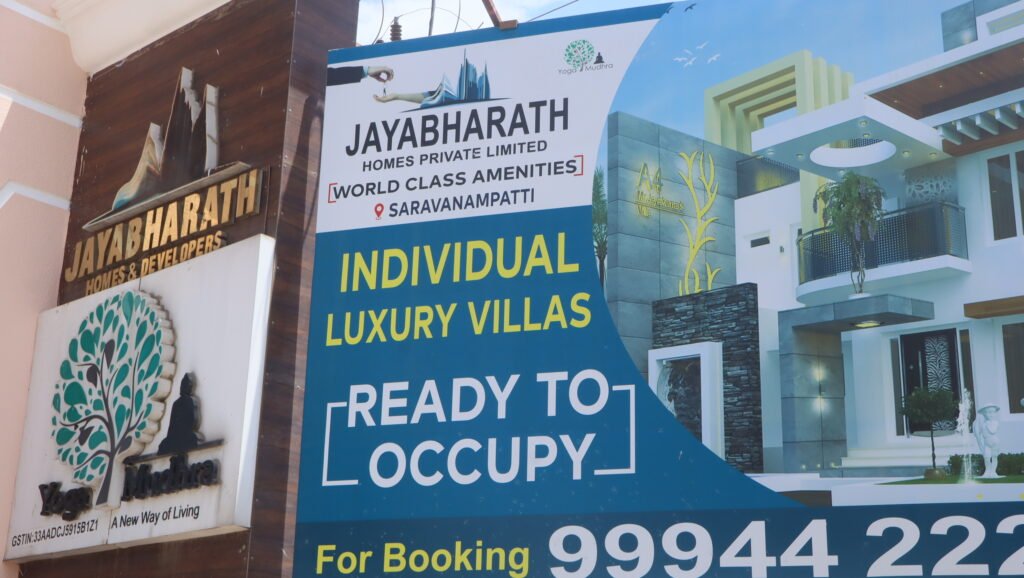 JAYABHARATH
HOMES & DEVELOPERS
Yoga Mudhra
A New Way of Living
GSTIN:33AADCJ5915B1Z1
Yoga Mudhra
JAYABHARATH
HOMES PRIVATE LIMITED
[WORLD CLASS AMENITIES]
SARAVANAMPATTI
INDIVIDUAL
LUXURY VILLAS
READY TO
OCCUPY
For Booking 99944 222